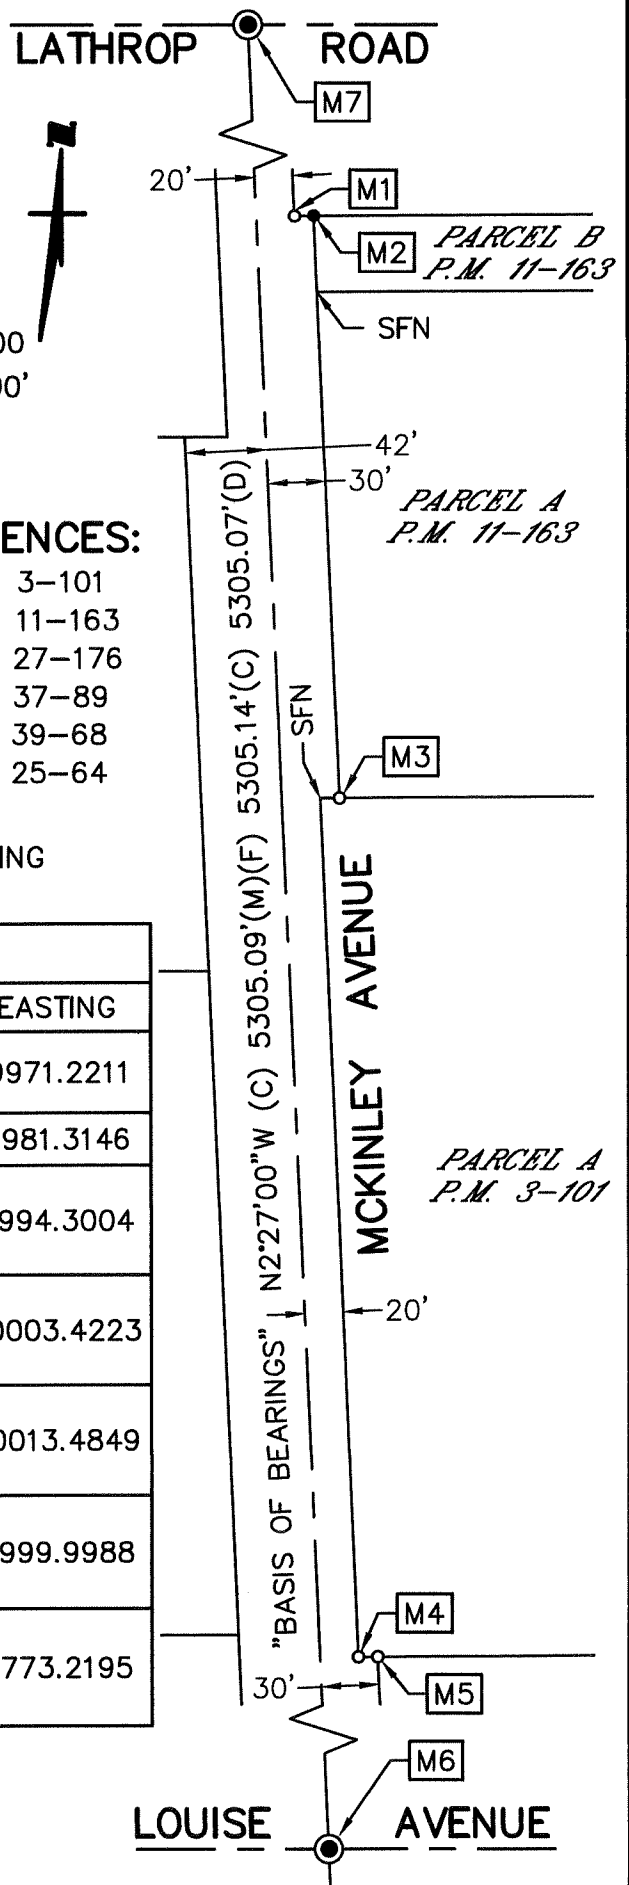 LATHROP ROAD
M7
N
20'
M1
M2
PARCEL B
P.M. 11-163
SFN
00
00'
42'
30'
PARCEL A
P.M. 11-163
ENCES:
3-101
11-163
27-176
37-89
39-68
25-64
SFN
M3
ING
"BASIS OF BEARINGS" N2°27'00"W (C) 5305.09'(M)(F) 5305.14'(C) 5305.07'(D)
MCKINLEY AVENUE
EASTING
9971.2211
981.3146
994.3004
0003.4223
0013.4849
999.9988
773.2195
PARCEL A
P.M. 3-101
20'
M4
30'
M5
M6
LOUISE AVENUE